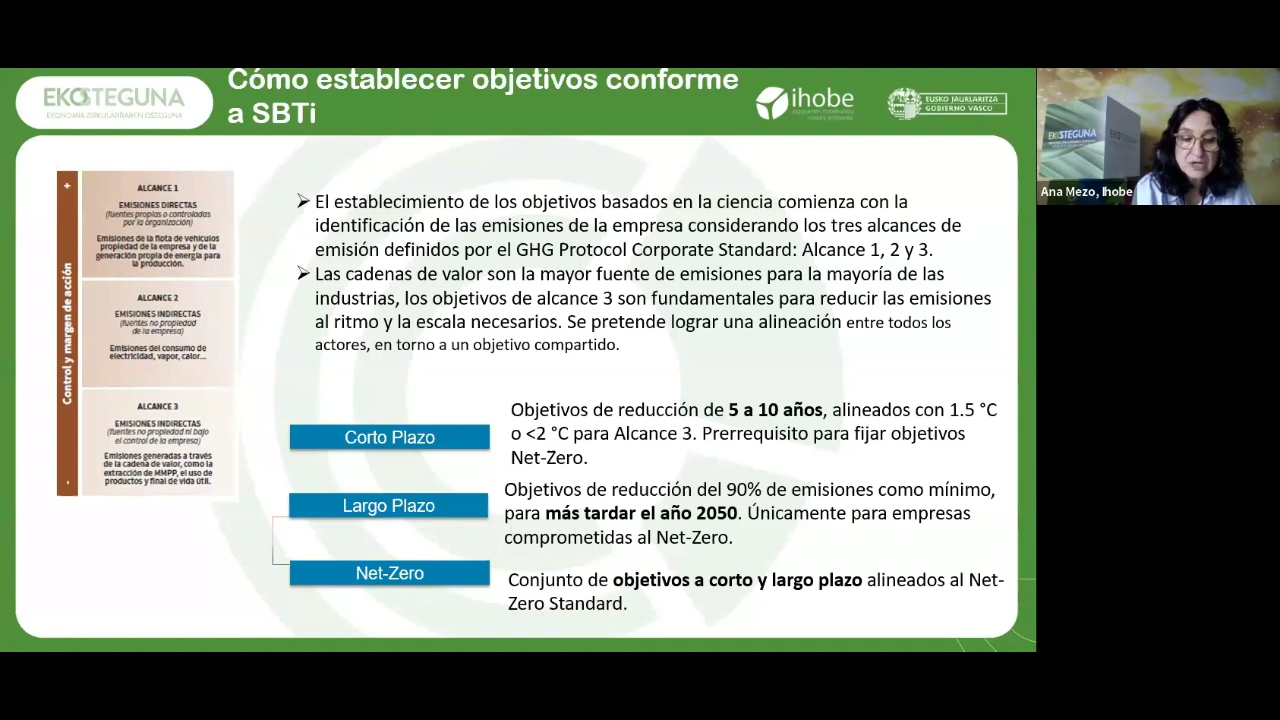 Cómo establecer objetivos conforme
a SBTi
EKOSTEGUNA
EKONOMIA ZIRKULARRAREN OSTEGUNA
ihobe
EUSKO JAURLARITZA
GOBIERNO VASCO
EKOSTEGUNA
Ana Mezo, Ihobe
+
Control y margen de acción
-
ALCANCE 1
EMISIONES DIRECTAS
(fuentes propias o controladas
por la organización)
Emisiones de la flota de vehículos
propiedad de la empresa y de la
generación propia de energía para
la producción.
ALCANCE 2
EMISIONES INDIRECTAS
(fuentes no propiedad
de la empresa)
Emisiones del consumo de
electricidad, vapor, calor...
ALCANCE 3
EMISIONES INDIRECTAS
(fuentes no propiedad ni bajo
el control de la empresa)
Emisiones generadas a través
de la cadena de valor, como la
extracción de MMPP, el uso de
productos y final de vida útil.
➢ El establecimiento de los objetivos basados en la ciencia comienza con la
identificación de las emisiones de la empresa considerando los tres alcances de
emisión definidos por el GHG Protocol Corporate Standard: Alcance 1, 2 y 3.
➢ Las cadenas de valor son la mayor fuente de emisiones para la mayoría de las
industrias, los objetivos de alcance 3 son fundamentales para reducir las emisiones
al ritmo y la escala necesarios. Se pretende lograr una alineación entre todos los
actores, en torno a un objetivo compartido.
Corto Plazo
Objetivos de reducción de 5 a 10 años, alineados con 1.5 °C
o <2 °C para Alcance 3. Prerrequisito para fijar objetivos
Net-Zero.
Largo Plazo
Objetivos de reducción del 90% de emisiones como mínimo,
para más tardar el año 2050. Únicamente para empresas
comprometidas al Net-Zero.
Net-Zero
Conjunto de objetivos a corto y largo plazo alineados al Net-
Zero Standard.